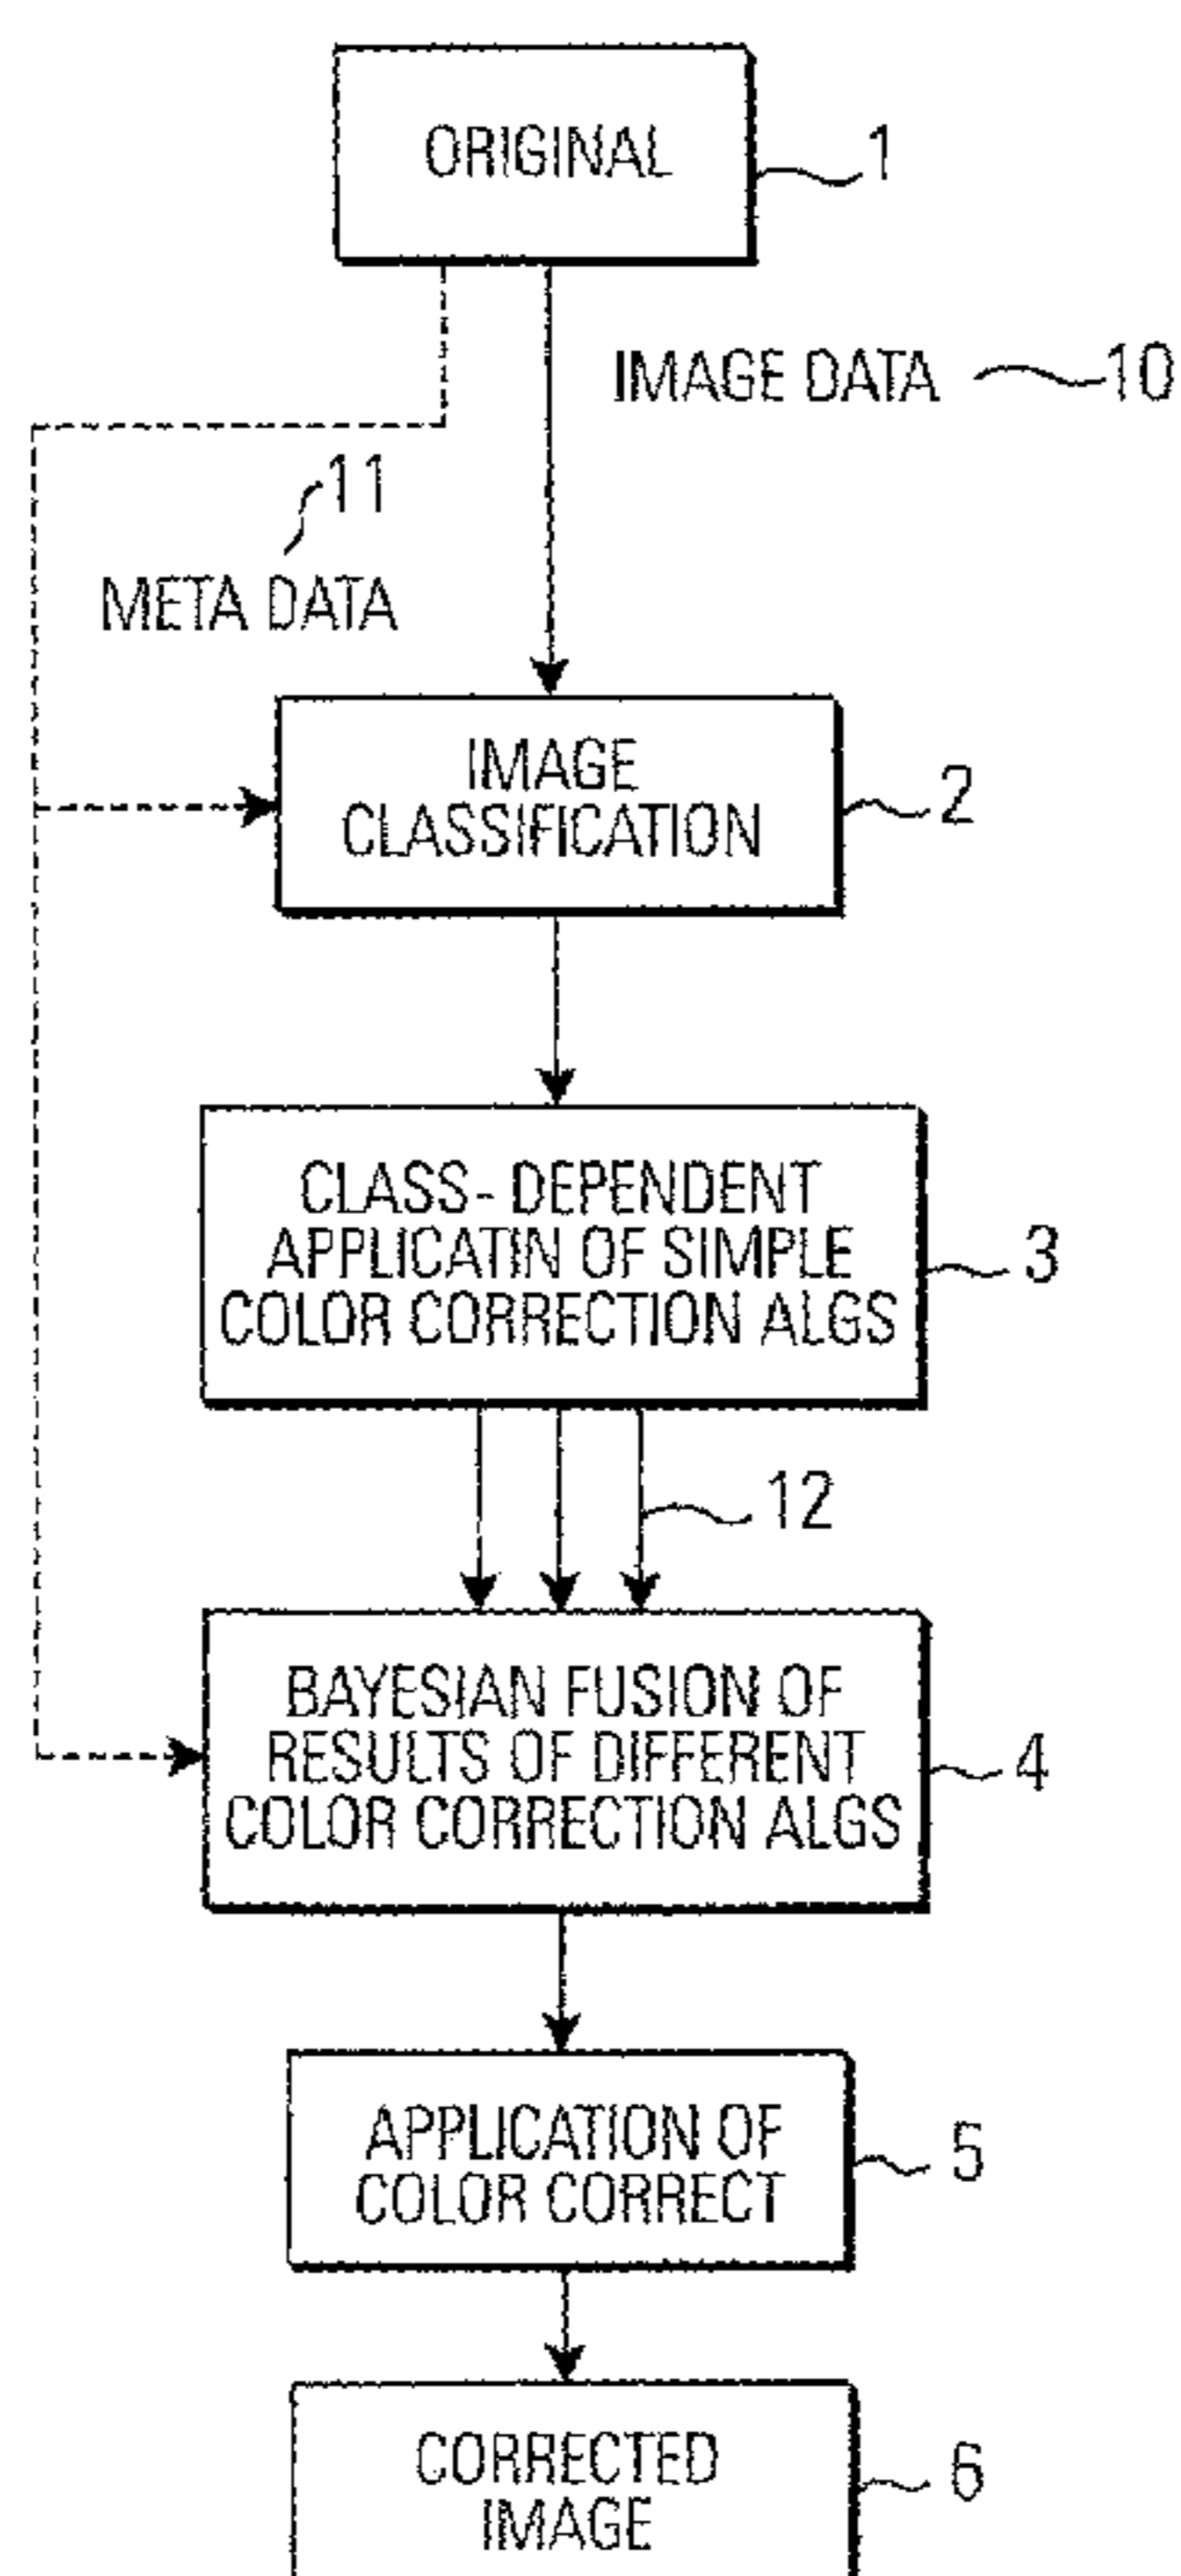 ORIGINAL
1
IMAGE DATA
10
11
META DATA
IMAGE
CLASSIFICATION
2
CLASS- DEPENDENT
APPLICATIN OF SIMPLE
COLOR CORRECTION ALGS
3
12
BAYESIAN FUSION OF
RESULTS OF DIFFERENT
COLOR CORRECTION ALGS
4
APPLICATION OF
COLOR CORRECT
5
CORRECTED
IMAGE
6